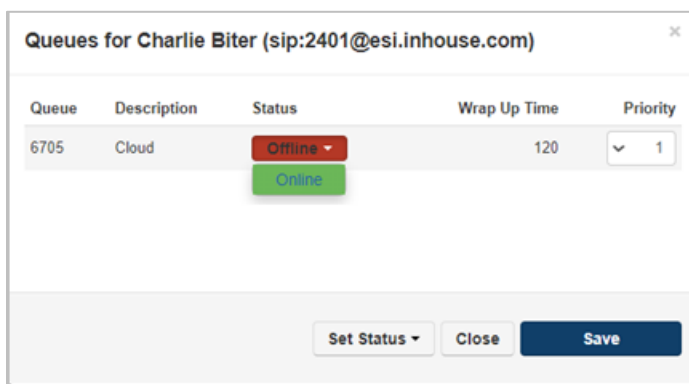 Queues for Charlie Biter (sip:2401@esi.inhouse.com) ×
Queue Description Status Wrap Up Time Priority
6705 Cloud Offline 120 1
Online
Set Status Close Save